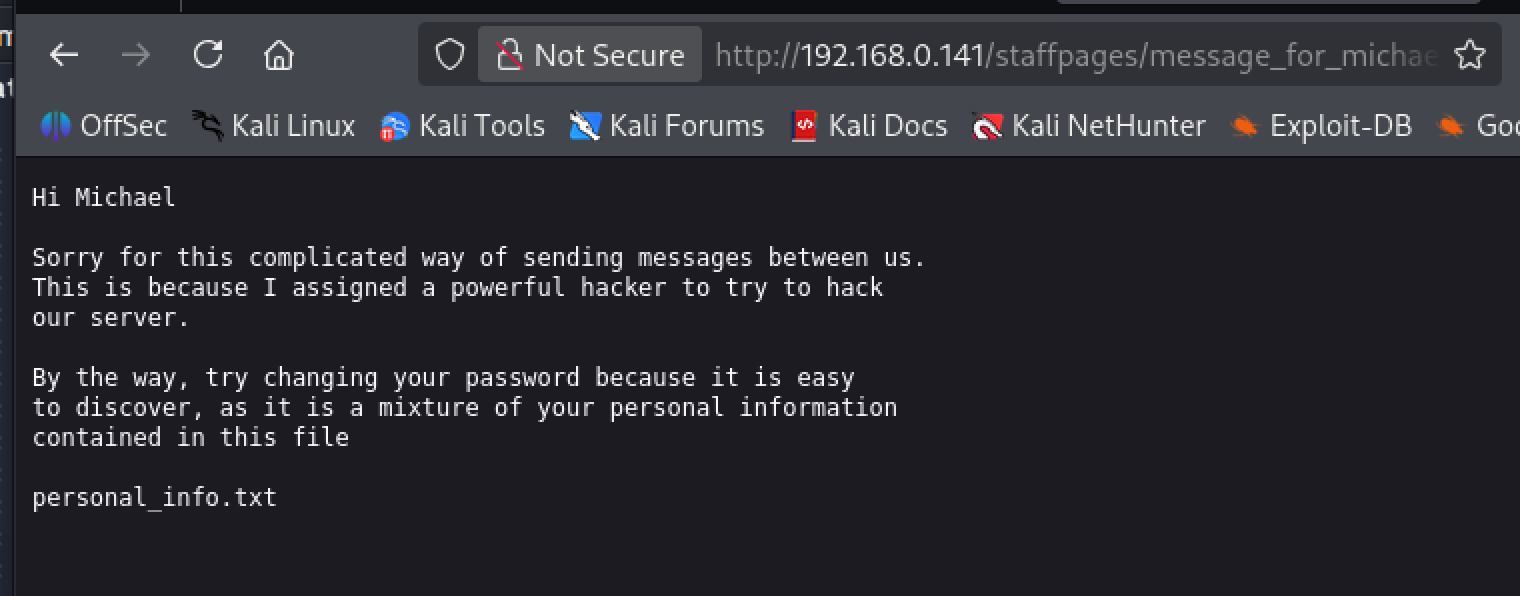 Not Secure
http://192.168.0.141/staffpages/message_for_michae
OffSec Kali Linux Kali Tools Kali Forums Kali Docs Kali NetHunter Exploit-DB Goo
Hi Michael
Sorry for this complicated way of sending messages between us.
This is because I assigned a powerful hacker to try to hack
our server.
By the way, try changing your password because it is easy
to discover, as it is a mixture of your personal information
contained in this file
personal_info.txt